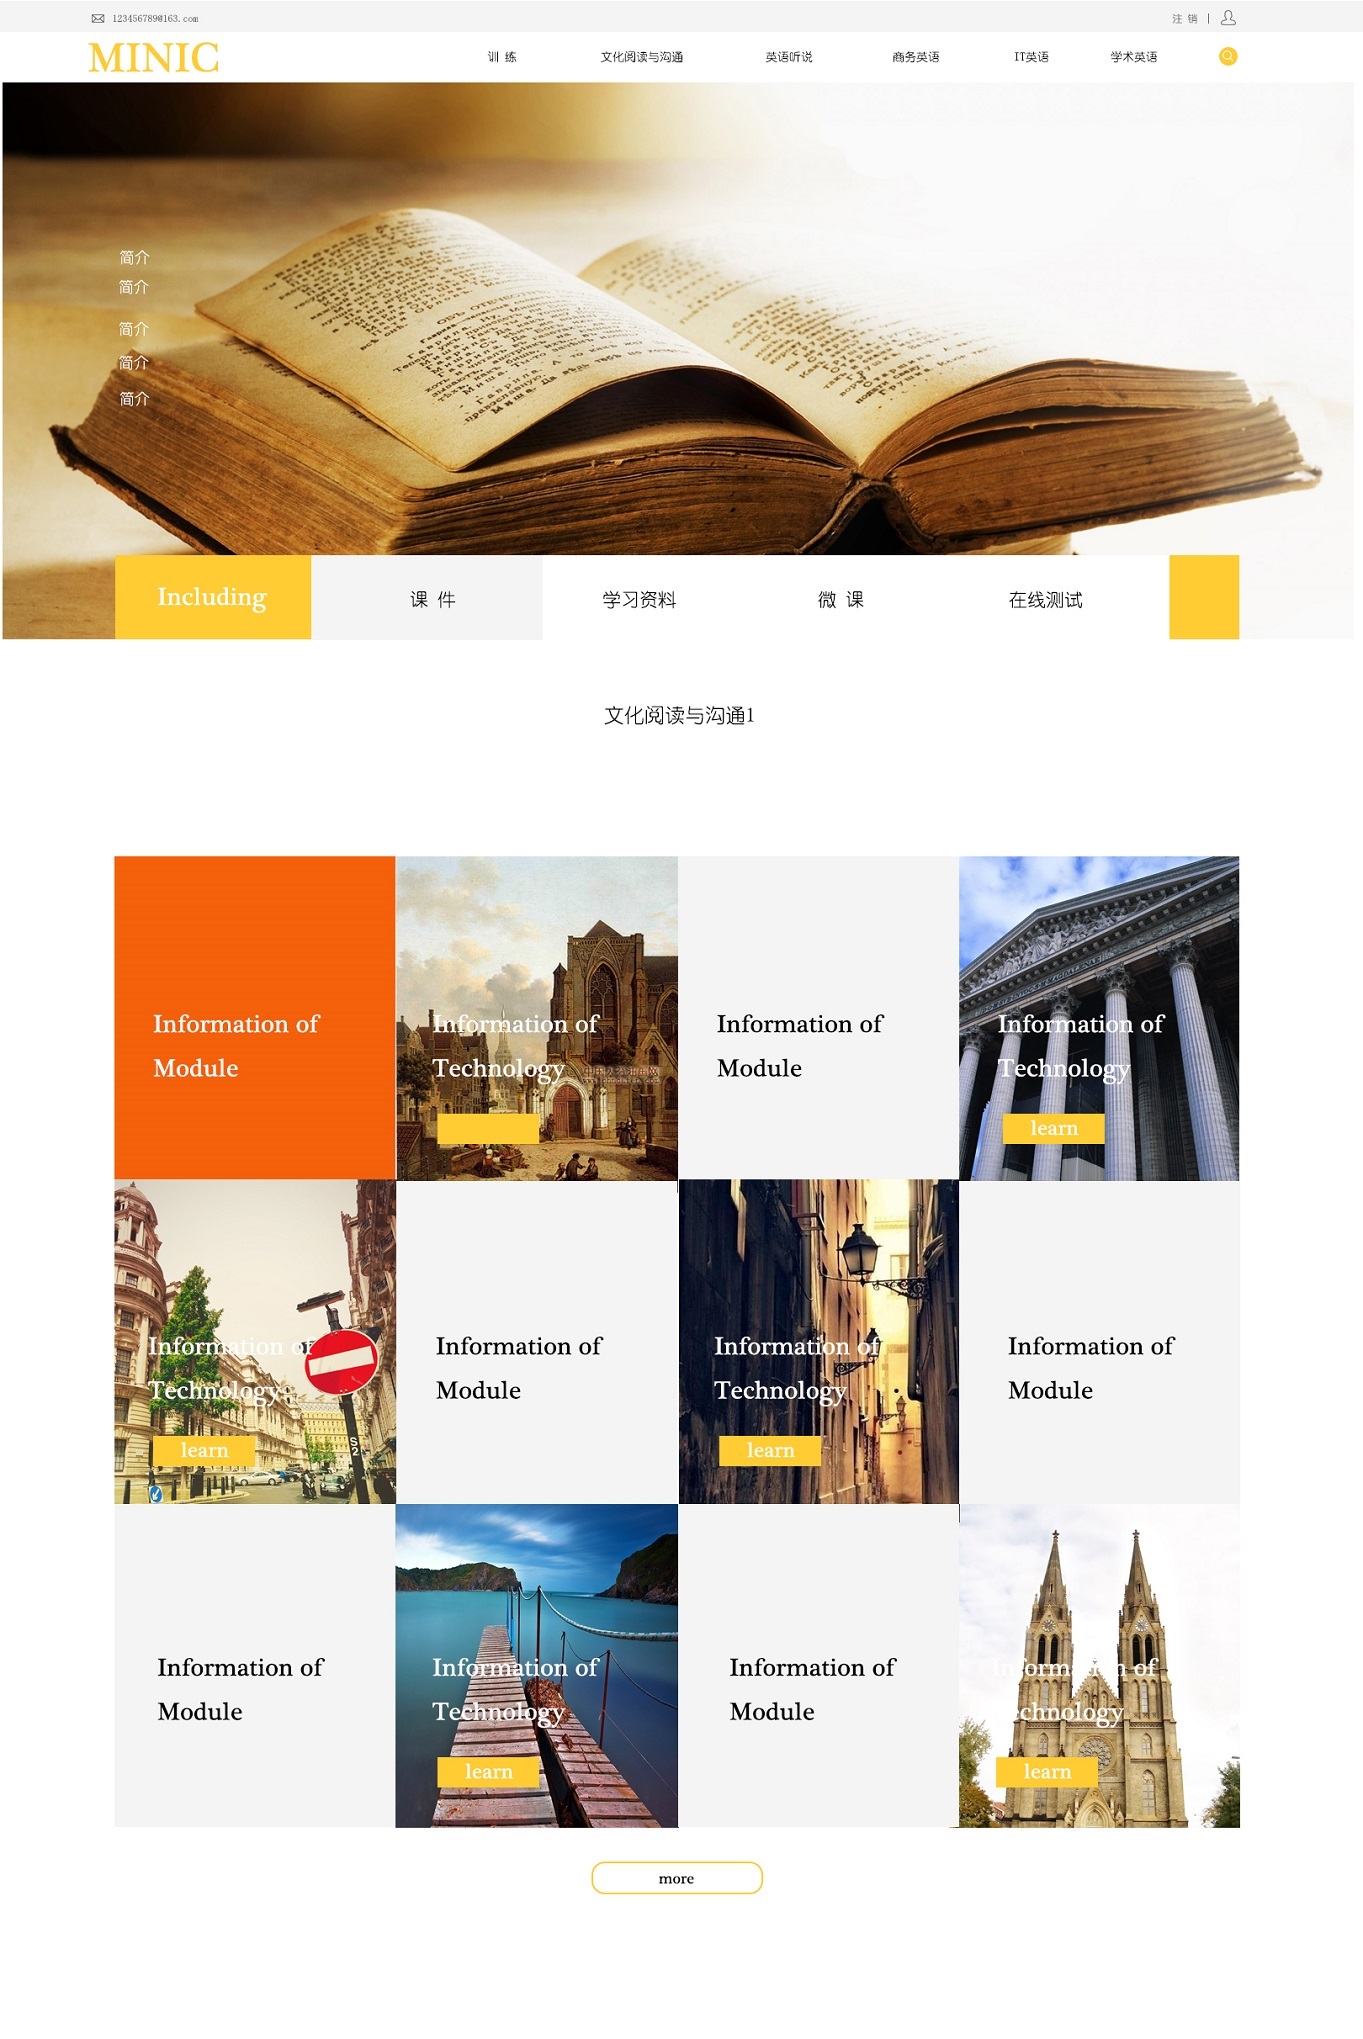 123456789@163.com
注 销
MINIC
训 练
文化阅读与沟通
英语听说
商务英语
IT英语
学术英语
简介
简介
简介
简介
简介
Including
课 件
学习资料
微 课
在线测试
文化阅读与沟通1
Information of
Module
Information of
Technology
Information of
Module
Information of
Technology
learn
Information of
Technology
learn
Information of
Module
Information of
Technology
learn
Information of
Module
Information of
Module
Information of
Technology
learn
Information of
Module
Information of
Technology
learn
more